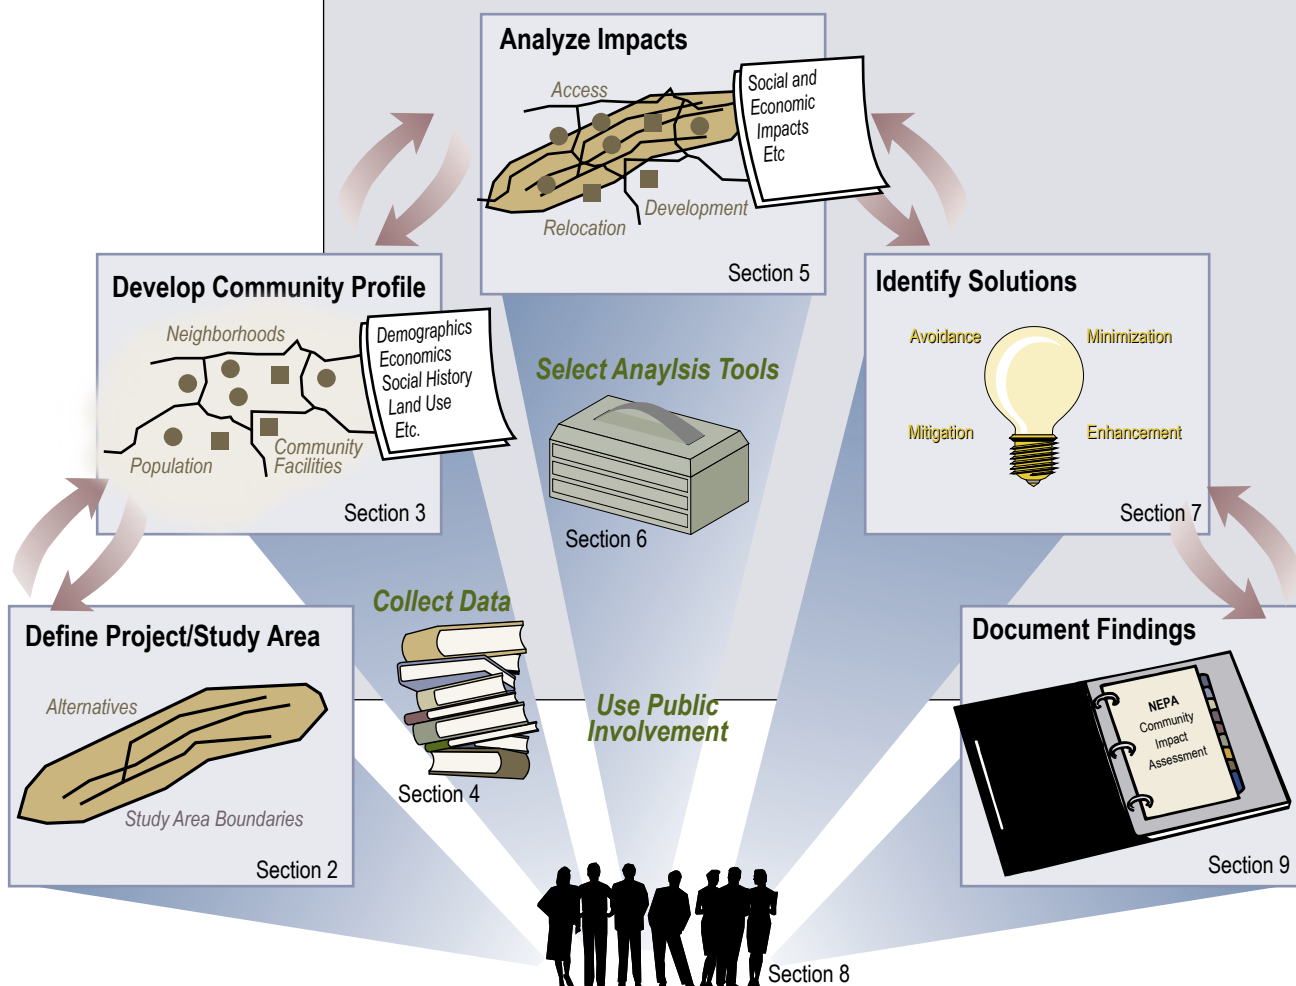 Analyze Impacts
Access
Social and
Economic
Impacts
Etc
Relocation
Development
Section 5
Develop Community Profile
Neighborhoods
Demographics
Economics
Social History
Land Use
Etc.
Population
Community
Facilities
Section 3
Identify Solutions
Avoidance
Minimization
Mitigation
Enhancement
Section 7
Select Anaylsis Tools
Section 6
Define Project/Study Area
Alternatives
Study Area Boundaries
Section 2
Collect Data
Section 4
Use Public
Involvement
Section 8
Document Findings
NEPA
Community
Impact
Assessment
Section 9